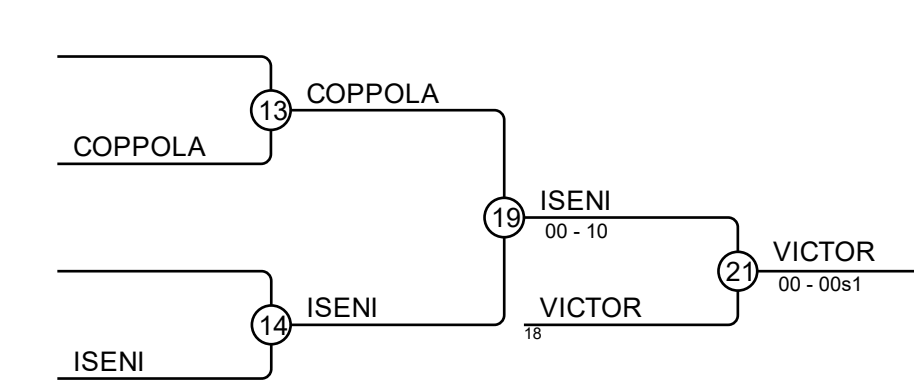 13
COPPOLA
COPPOLA
19
ISENI
00 - 10
21
VICTOR
00 - 00s1
14
ISENI
VICTOR
18
ISENI